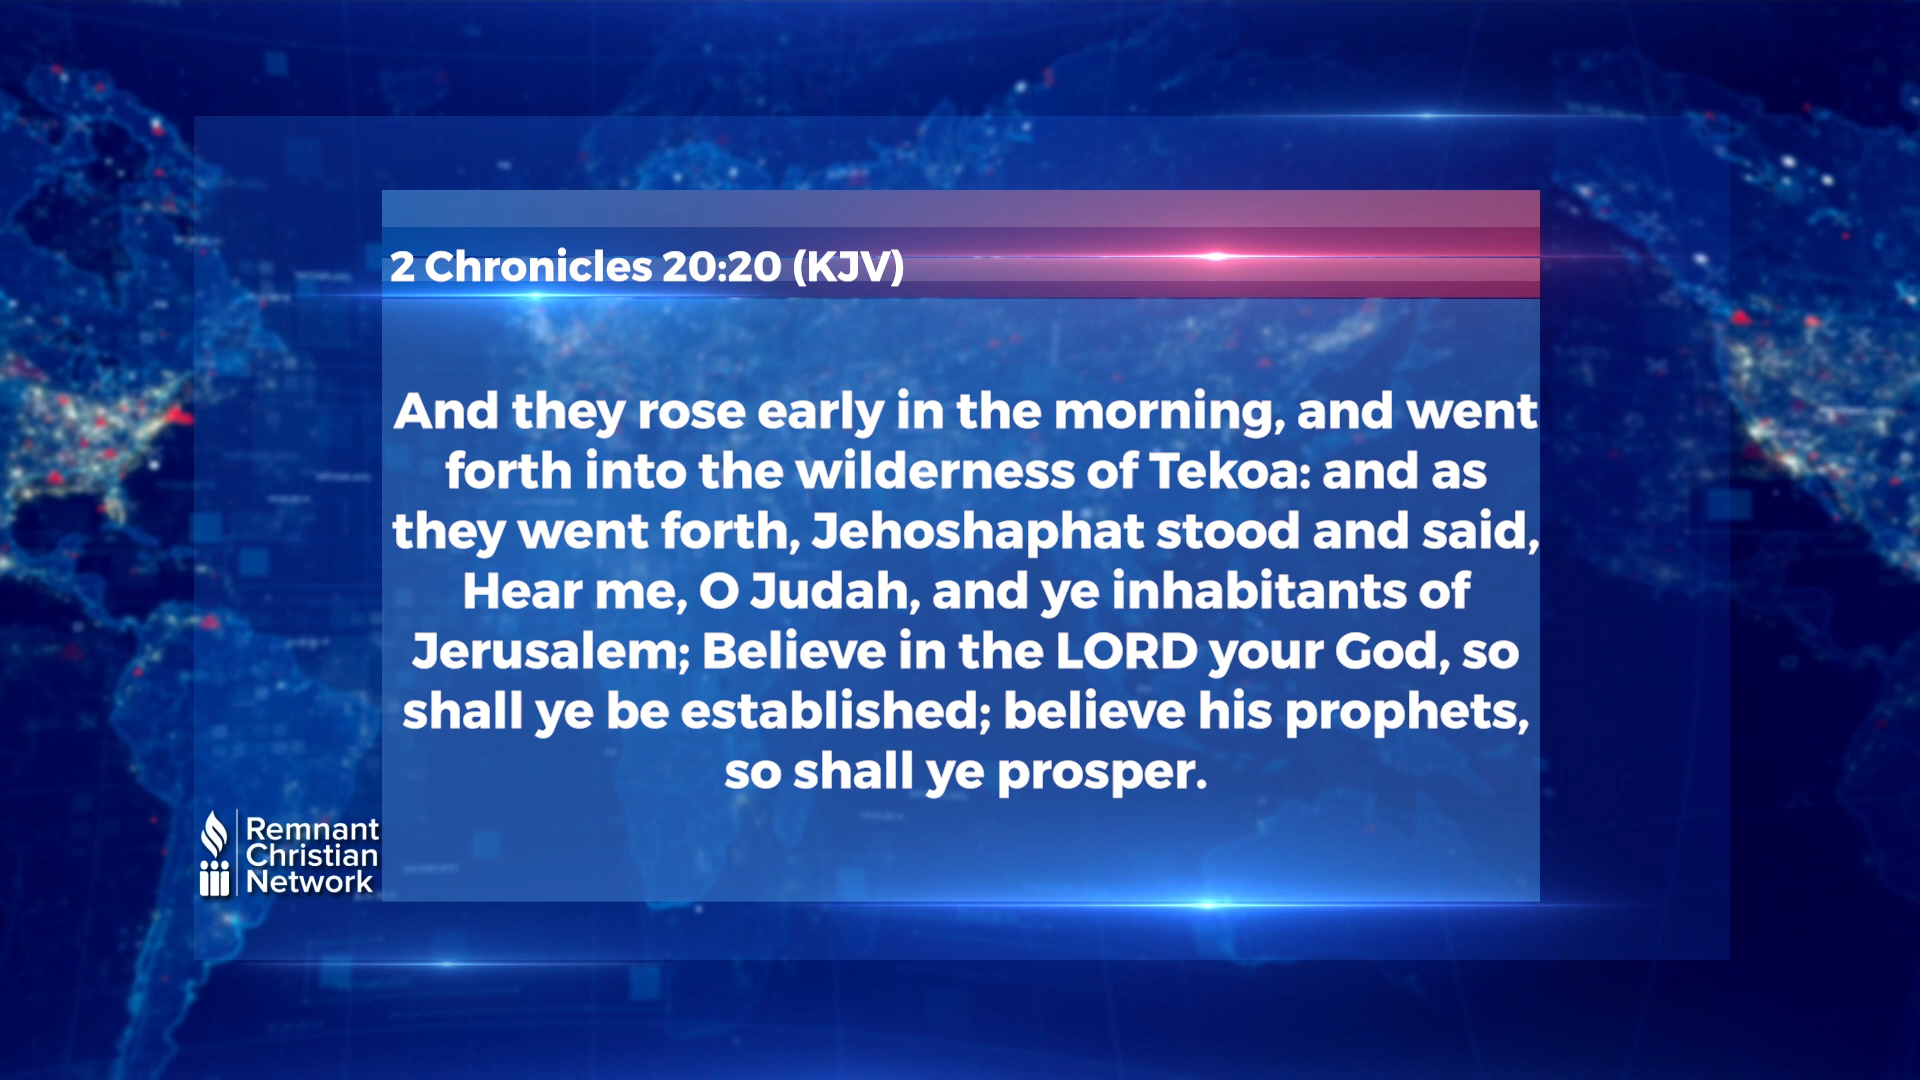 2 Chronicles 20:20 (KJV)
And they rose early in the morning, and went
forth into the wilderness of Tekoa: and as
they went forth, Jehoshaphat stood and said,
Hear me, O Judah, and ye inhabitants of
Jerusalem; Believe in the LORD your God, so
shall ye be established; believe his prophets,
so shall ye prosper.
Remnant
Christian
Network